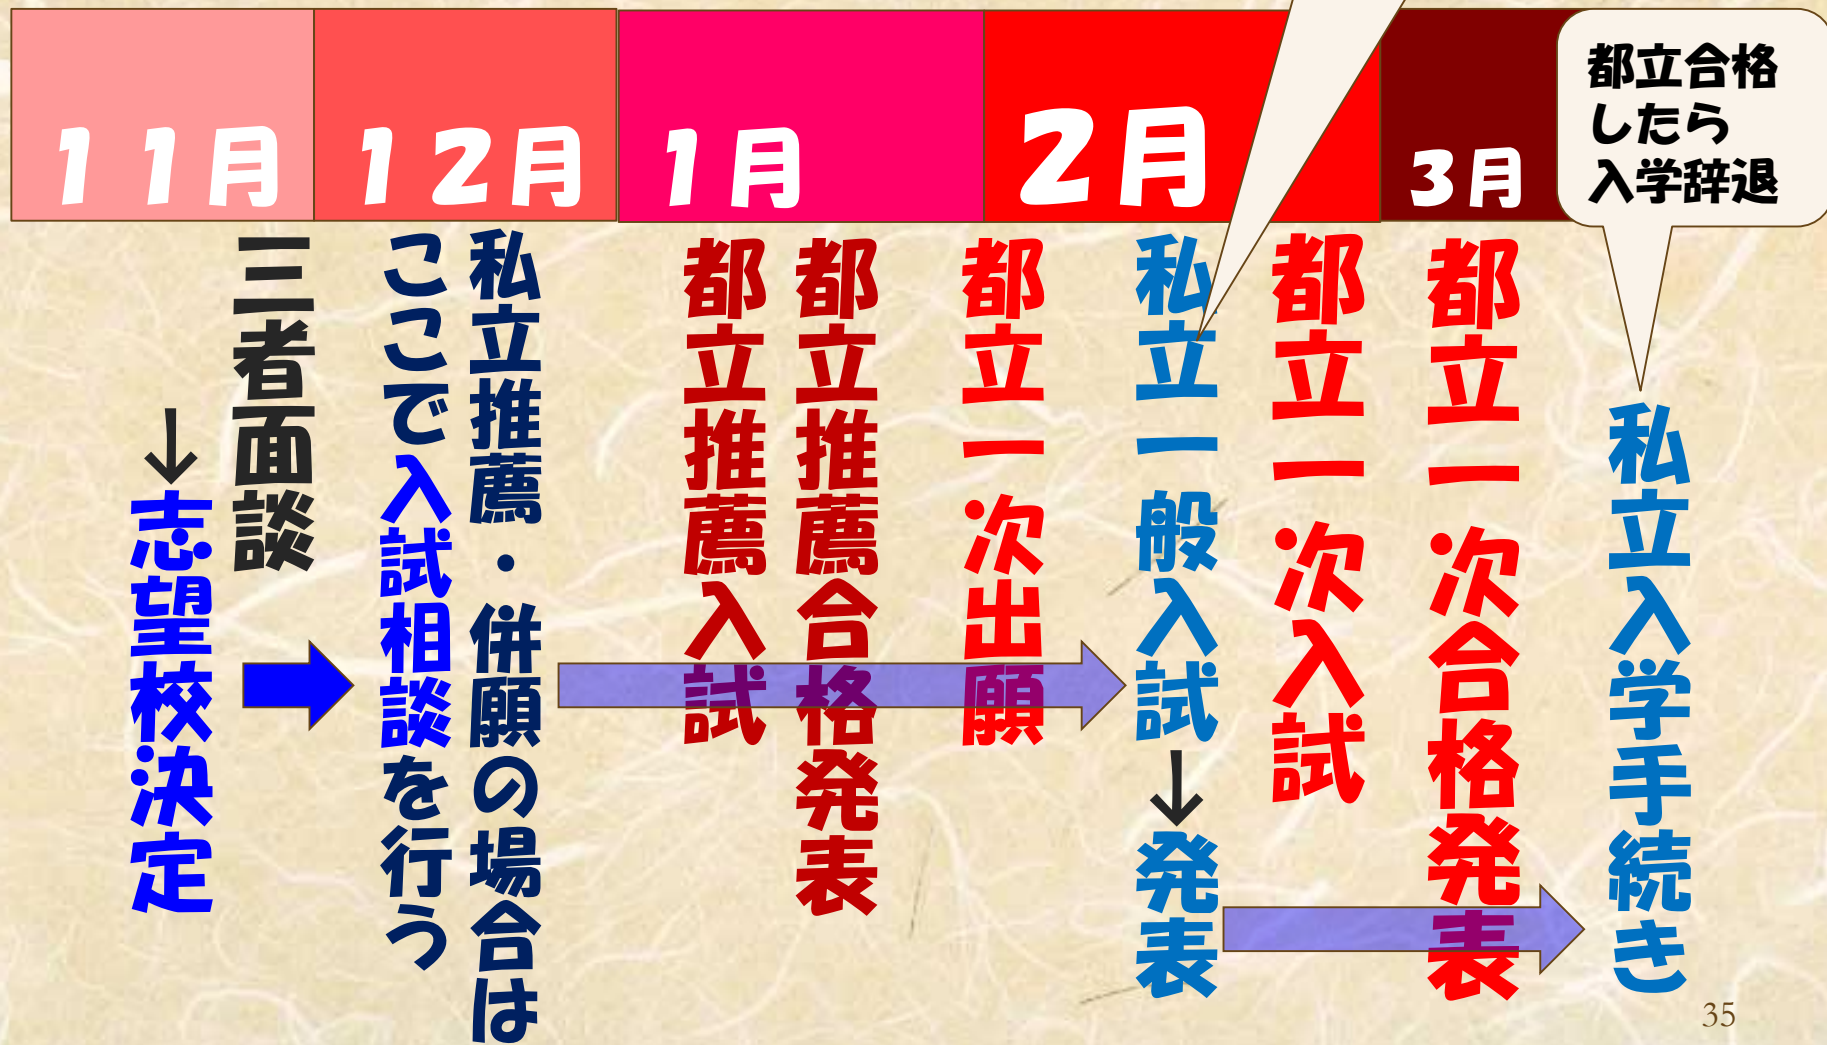 １１月
１２月
１月
２月
３月
都立合格
したら
入学辞退
三者面談
↓志望校決定
私立推薦・併願の場合は
ここで入試相談を行う
都立推薦入試
都立推薦合格発表
都立一次出願
私立一般入試→発表
都立一次入試
都立一次合格発表
私立入学手続き
35